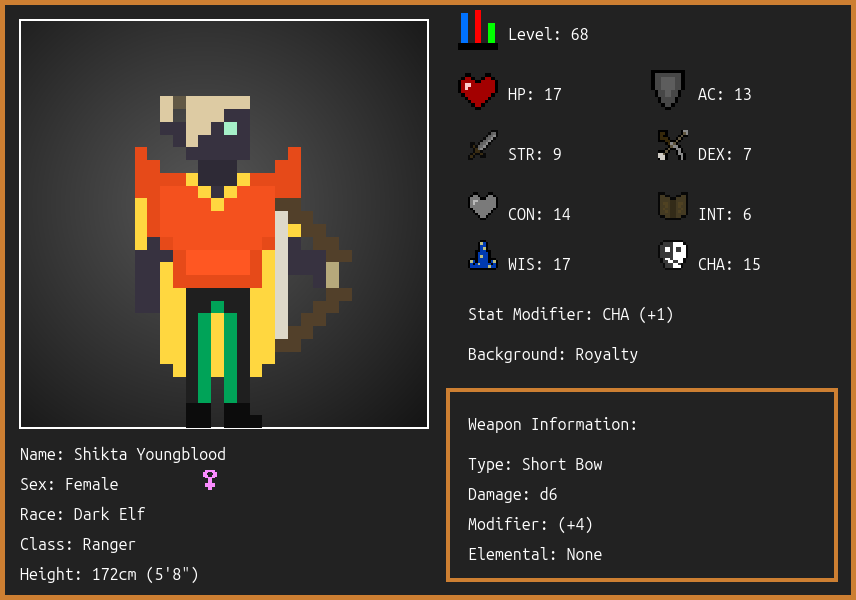 Level: 68
HP: 17
AC: 13
STR: 9
DEX: 7
CON: 14
INT: 6
WIS: 17
CHA: 15
Stat Modifier: CHA (+1)
Background: Royalty
Weapon Information:
Type: Short Bow
Damage: d6
Modifier: (+4)
Elemental: None
Name: Shikta Youngblood
Sex: Female
Race: Dark Elf
Class: Ranger
Height: 172cm (5'8")